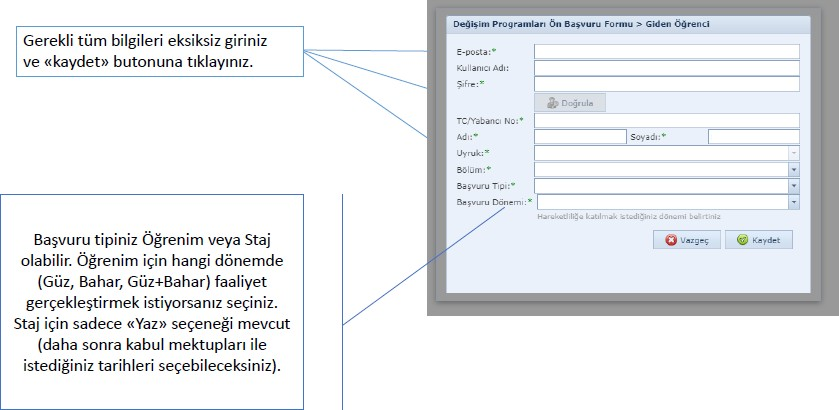 Gerekli tüm bilgileri eksiksiz giriniz
ve «kaydet» butonuna tıklayınız.
Değişim Programları Ön Başvuru Formu > Giden Öğrenci
E-posta:*
Kullanıcı Adı:
Şifre:*
Doğrula
TC/Yabancı No:*
Adı:* Soyadı:*
Uyruk:*
Bölüm:*
Başvuru Tipi:*
Başvuru Dönemi:*
Hareketliliğe katılmak istediğiniz dönemi belirtiniz
Vazgeç Kaydet
Başvuru tipiniz Öğrenim veya Staj
olabilir. Öğrenim için hangi dönemde
(Güz, Bahar, Güz+Bahar) faaliyet
gerçekleştirmek istiyorsanız seçiniz.
Staj için sadece «Yaz» seçeneği mevcut
(daha sonra kabul mektupları ile
istediğiniz tarihleri seçebileceksiniz).